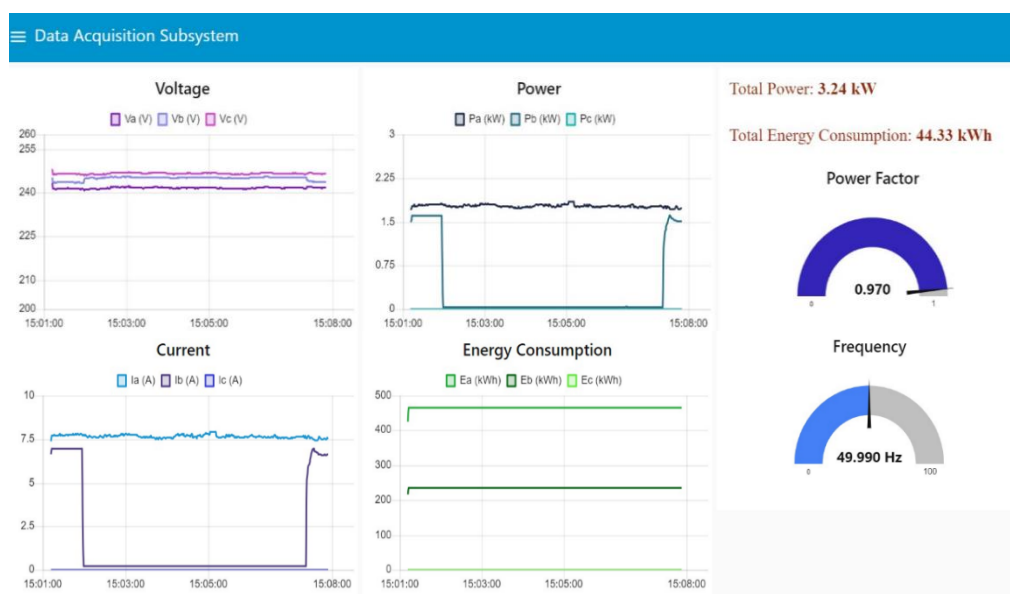 Data Acquisition Subsystem
Voltage
Va (V) Vb (V) Vc (V)
260
255
240
225
210
200
15:01:00 15:03:00 15:05:00 15:08:00
Power
Pa (kW) Pb (kW) Pc (kW)
3
2.25
1.5
0.75
0
15:01:00 15:03:00 15:05:00 15:08:00
Total Power: 3.24 kW
Total Energy Consumption: 44.33 kWh
Power Factor
0.970
0 1
Current
Ia (A) Ib (A) Ic (A)
10
7.5
5
2.5
0
15:01:00 15:03:00 15:05:00 15:08:00
Energy Consumption
Ea (kWh) Eb (kWh) Ec (kWh)
500
400
300
200
100
0
15:01:00 15:03:00 15:05:00 15:08:00
Frequency
49.990 Hz
0 100